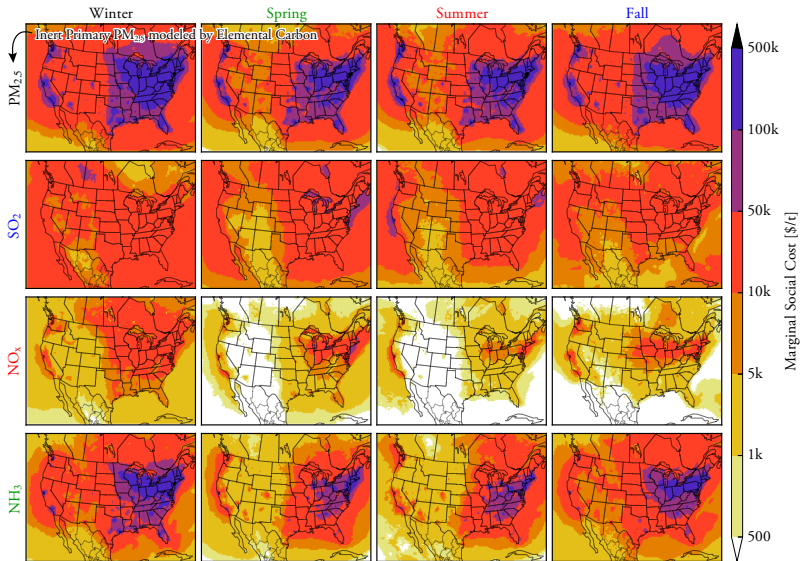 Winter Spring Summer Fall
Inert Primary PM2.5 modeled by Elemental Carbon
PM2.5
SO2
NOx
NH3
500k
100k
50k
10k
5k
1k
500
Marginal Social Cost [$/t]